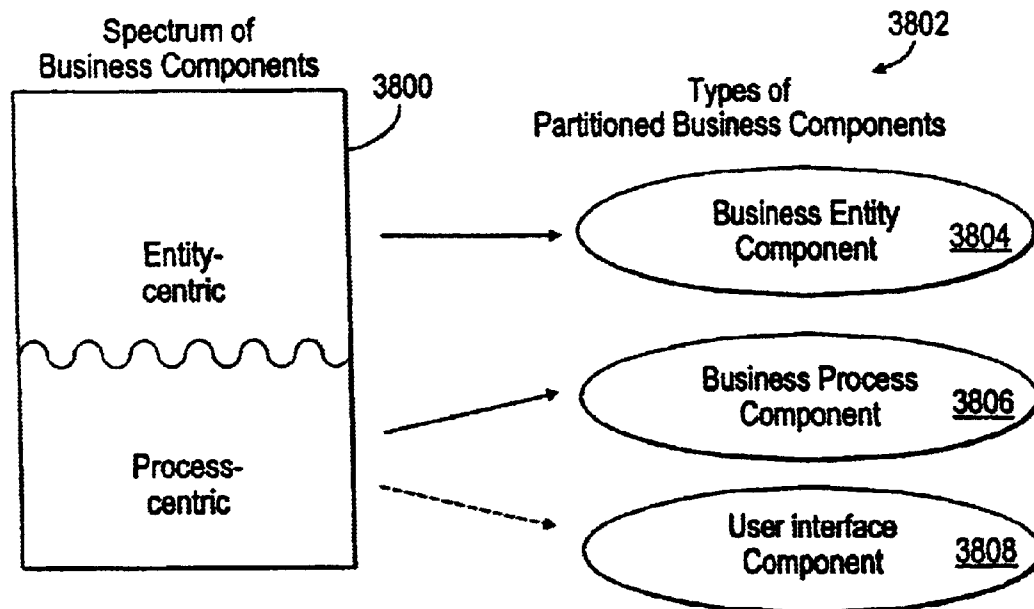 Spectrum of
Business Components
3800
Entity-
centric
Process-
centric
3802
Types of
Partitioned Business Components
Business Entity
Component
3804
Business Process
Component
3806
User interface
Component
3808